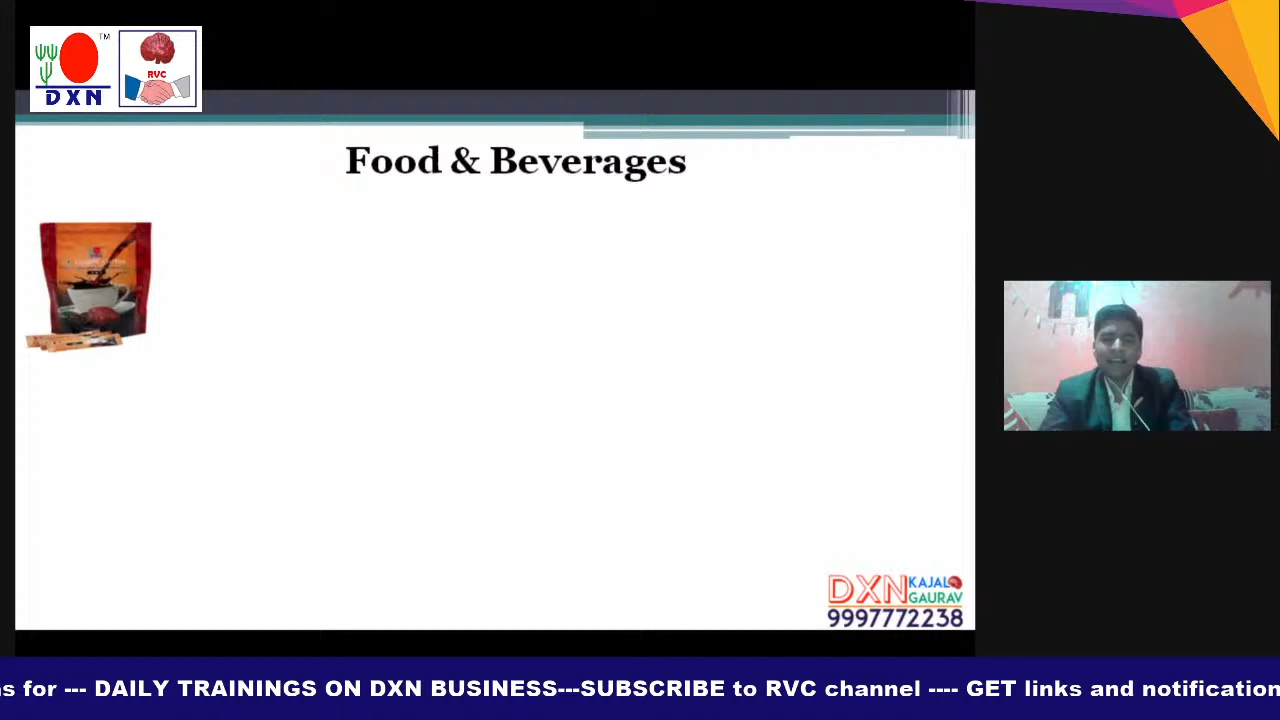 TM
DXN
RVC
Food & Beverages
DXN KAJAL
GAURAV
9997772238
s for --- DAILY TRAININGS ON DXN BUSINESS---SUBSCRIBE to RVC channel ---- GET links and notification